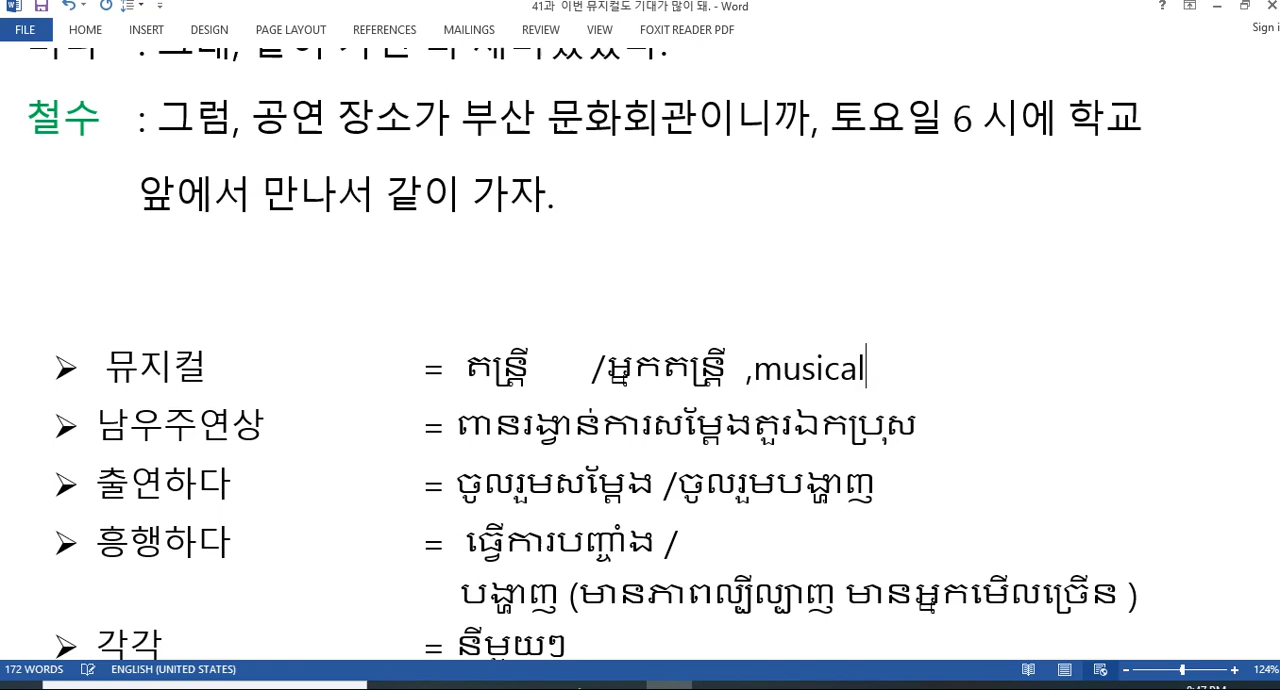 41과 이번 뮤지컬도 기대가 많이 돼. - Word
FILE HOME INSERT DESIGN PAGE LAYOUT REFERENCES MAILINGS REVIEW VIEW FOXIT READER PDF Sign i
철수 : 그럼, 공연 장소가 부산 문화회관이니까, 토요일 6 시에 학교
앞에서 만나서 같이 가자.
➢ 뮤지컬 = តន្ត្រី /អ្នកតន្ត្រី ,musical
➢ 남우주연상 = ពានរង្វាន់ការសម្ដែងតួរឯកប្រុស
➢ 출연하다 = ចូលរួមសម្ដែង /ចូលរួមបង្ហាញ
➢ 흥행하다 = ធ្វើការបញ្ចាំង /
បង្ហាញ (មានភាពល្បីល្បាញ មានអ្នកមើលច្រើន )
➢ 각각 = នីមួយៗ
172 WORDS ENGLISH (UNITED STATES) 124%